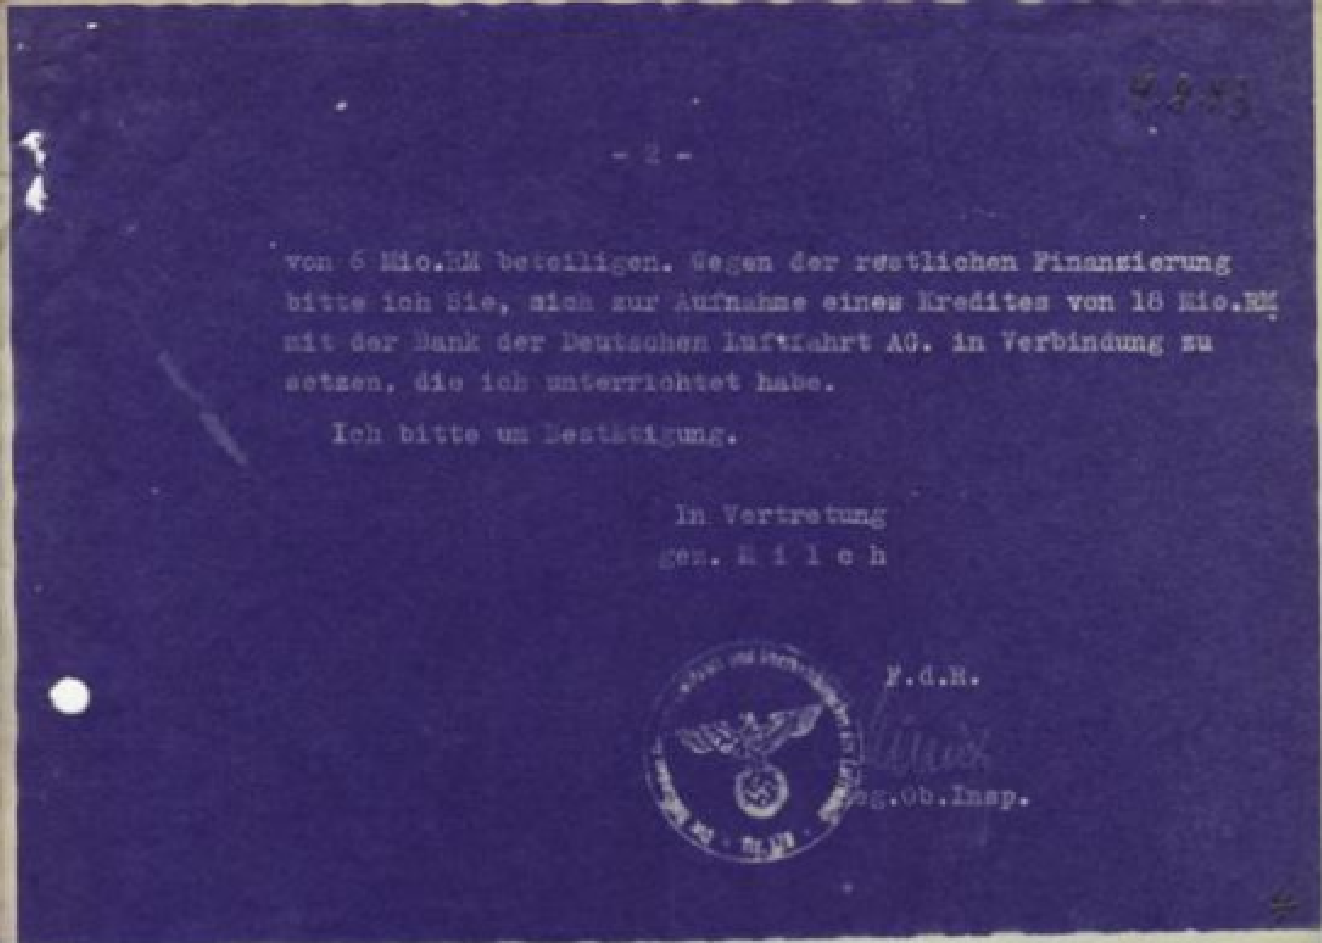 - 2 -
von 6 Mio.RM beteiligen. Wegen der restlichen Finanzierung
bitte ich Sie, sich zur Aufnahme eines Kredites von 18 Mio.RM
mit der Bank der Deutschen Luftfahrt AG. in Verbindung zu
setzen, die ich unterrichtet habe.
Ich bitte um Bestätigung.
In Vertretung
gez. M i l c h
F.d.R.
Reg.Ob.Insp.